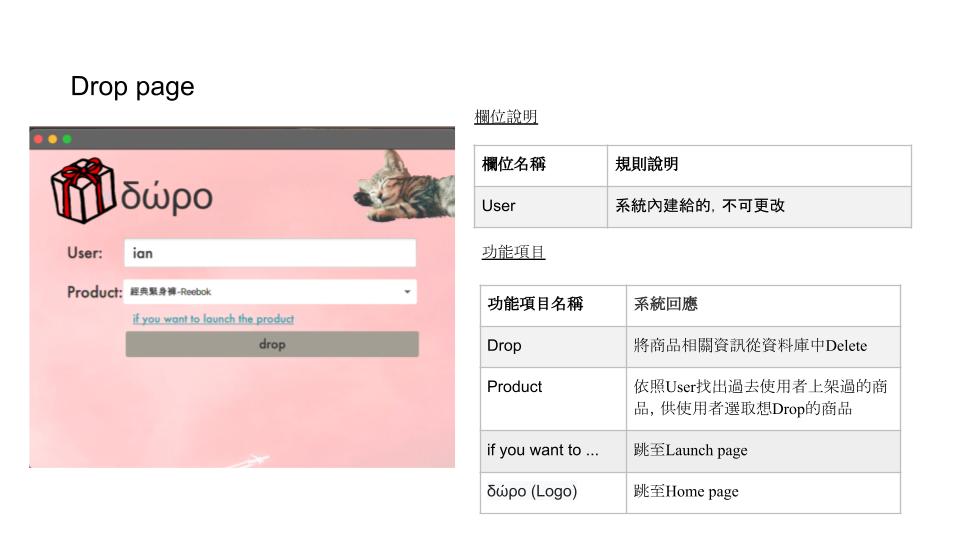 Drop page
δώρο
User:
ian
Product:
經典緊身褲-Reebok
if you want to launch the product
drop
欄位說明
欄位名稱 規則說明
User 系統內建給的, 不可更改
功能項目
功能項目名稱 系統回應
Drop 將商品相關資訊從資料庫中Delete
Product 依照User找出過去使用者上架過的商
品, 供使用者選取想Drop的商品
if you want to ... 跳至Launch page
δώρο (Logo) 跳至Home page